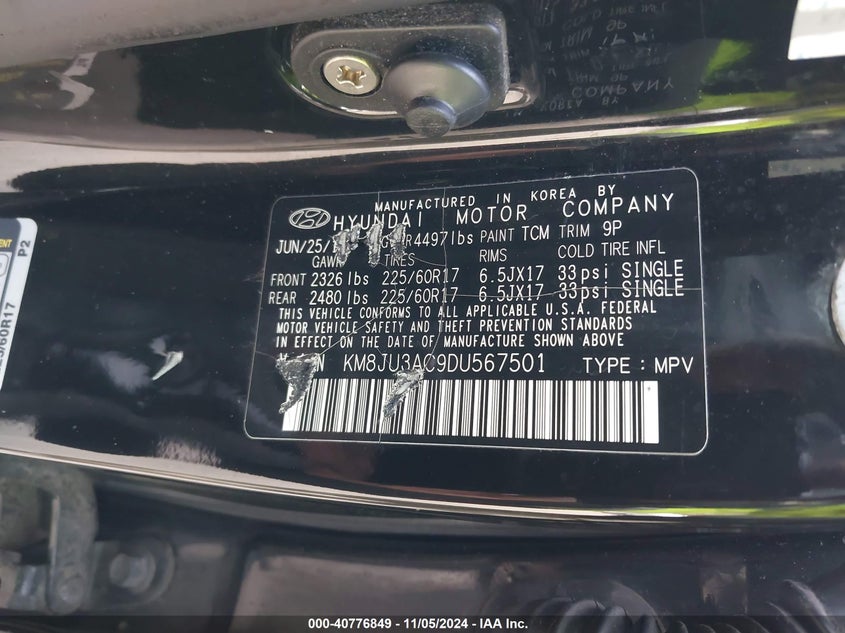 MANUFACTURED IN KOREA BY
HYUNDAI MOTOR COMPANY
JUN/25/ 4497lbs PAINT TCM TRIM 9P
GAWR TIRES RIMS COLD TIRE INFL
FRONT 2326 lbs 225/60R17 6.5JX17 33psi SINGLE
REAR 2480 lbs 225/60R17 6.5JX17 33psi SINGLE
THIS VEHICLE CONFORMS TO ALL APPLICABLE U.S.A. FEDERAL
MOTOR VEHICLE SAFETY AND THEFT PREVENTION STANDARDS
IN EFFECT ON THE DATE OF MANUFACTURE SHOWN ABOVE
KM8JU3AC9DU567501 TYPE : MPV
P2
/60R17
COMPANY
000-40776849 - 11/05/2024 - IAA Inc.